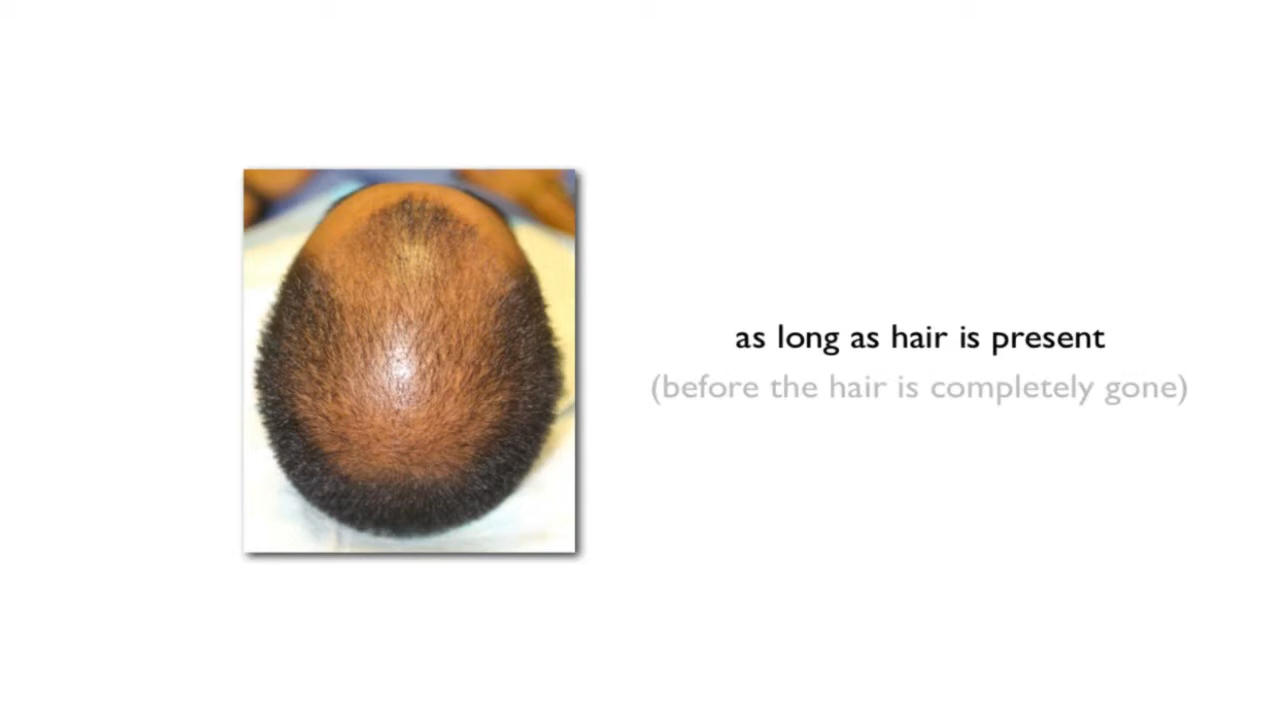 as long as hair is present
(before the hair is completely gone)